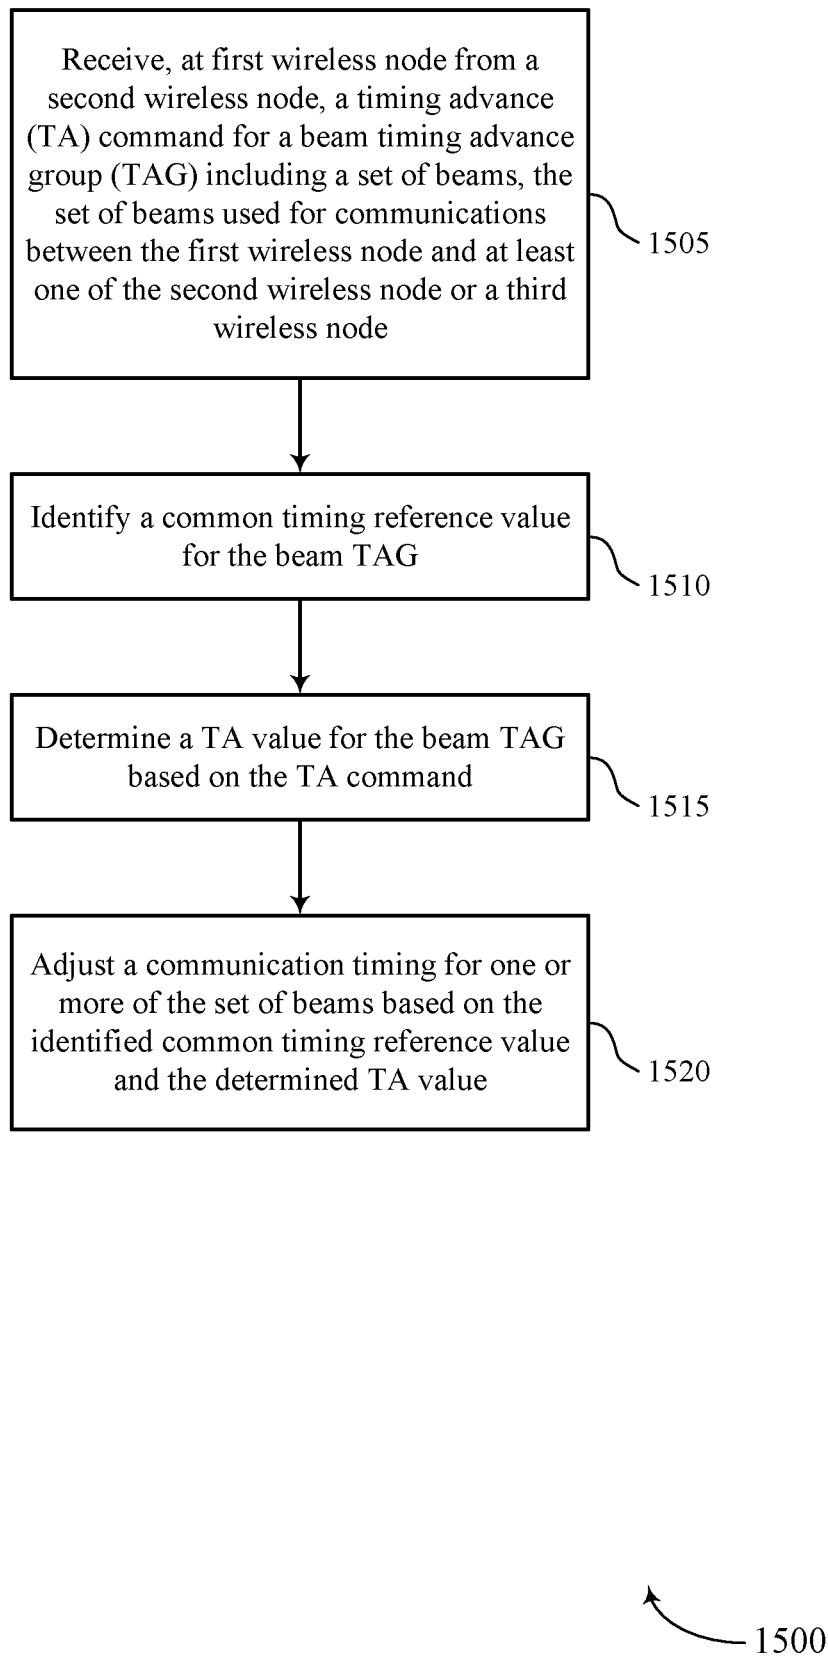 Receive, at first wireless node from a
second wireless node, a timing advance
(TA) command for a beam timing advance
group (TAG) including a set of beams, the
set of beams used for communications
between the first wireless node and at least
one of the second wireless node or a third
wireless node
1505
Identify a common timing reference value
for the beam TAG
1510
Determine a TA value for the beam TAG
based on the TA command
1515
Adjust a communication timing for one or
more of the set of beams based on the
identified common timing reference value
and the determined TA value
1520
1500